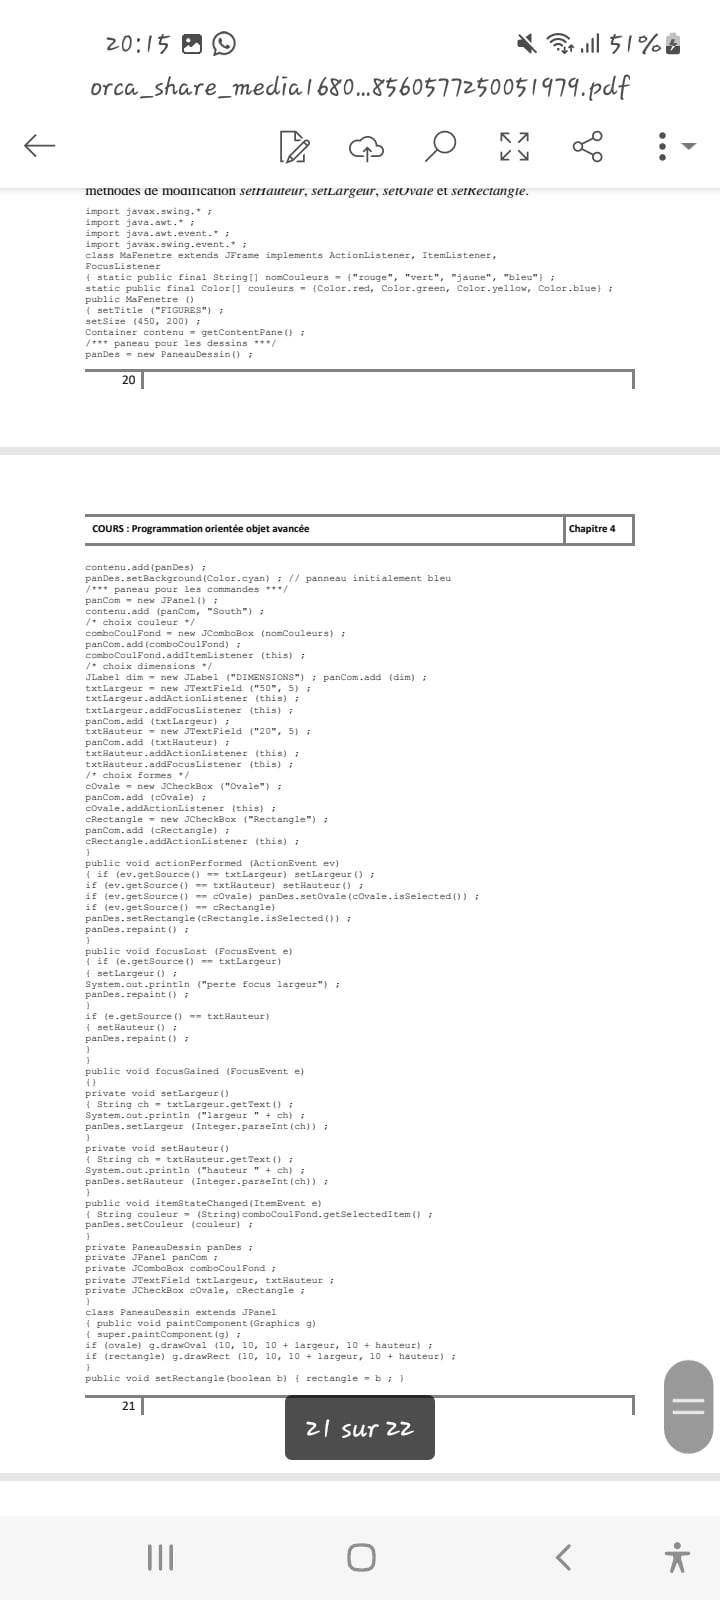 20:15
51%
orca_share_media1680...8560577250051979.pdf
méthodes de modification setHauteur, setLargeur, setOvale et setRectangle.
import javax.swing.* ;
import java.awt.* ;
import java.awt.event.* ;
import javax.swing.event.* ;
class MaFenetre extends JFrame implements ActionListener, ItemListener,
FocusListener
{ static public final String[] nomCouleurs = {"rouge", "vert", "jaune", "bleu"} ;
static public final Color[] couleurs = {Color.red, Color.green, Color.yellow, Color.blue} ;
public MaFenetre ()
{ setTitle ("FIGURES") ;
setSize (450, 200) ;
Container contenu = getContentPane() ;
/*** paneau pour les dessins ***/
panDes = new PaneauDessin() ;
20
COURS : Programmation orientée objet avancée
Chapitre 4
contenu.add(panDes) ;
panDes.setBackground(Color.cyan) ; // panneau initialement bleu
/*** paneau pour les commandes ***/
panCom = new JPanel() ;
contenu.add (panCom, "South") ;
/* choix couleur */
comboCoulFond = new JComboBox (nomCouleurs) ;
panCom.add(comboCoulFond) ;
comboCoulFond.addItemListener (this) ;
/* choix dimensions */
JLabel dim = new JLabel ("DIMENSIONS") ; panCom.add (dim) ;
txtLargeur = new JTextField ("50", 5) ;
txtLargeur.addActionListener (this) ;
txtLargeur.addFocusListener (this) ;
panCom.add (txtLargeur) ;
txtHauteur = new JTextField ("20", 5) ;
panCom.add (txtHauteur) ;
txtHauteur.addActionListener (this) ;
txtHauteur.addFocusListener (this) ;
/* choix formes */
cOvale = new JCheckBox ("Ovale") ;
panCom.add (cOvale) ;
cOvale.addActionListener (this) ;
cRectangle = new JCheckBox ("Rectangle") ;
panCom.add (cRectangle) ;
cRectangle.addActionListener (this) ;
}
public void actionPerformed (ActionEvent ev)
{ if (ev.getSource() == txtLargeur) setLargeur() ;
if (ev.getSource() == txtHauteur) setHauteur() ;
if (ev.getSource() == cOvale) panDes.setOvale(cOvale.isSelected()) ;
if (ev.getSource() == cRectangle)
panDes.setRectangle(cRectangle.isSelected()) ;
panDes.repaint() ;
}
public void focusLost (FocusEvent e)
{ if (e.getSource() == txtLargeur)
{ setLargeur() ;
System.out.println ("perte focus largeur") ;
panDes.repaint() ;
}
if (e.getSource() == txtHauteur)
{ setHauteur() ;
panDes.repaint() ;
}
}
public void focusGained (FocusEvent e)
{}
private void setLargeur()
{ String ch = txtLargeur.getText() ;
System.out.println ("largeur " + ch) ;
panDes.setLargeur (Integer.parseInt(ch)) ;
}
private void setHauteur()
{ String ch = txtHauteur.getText() ;
System.out.println ("hauteur " + ch) ;
panDes.setHauteur (Integer.parseInt(ch)) ;
}
public void itemStateChanged(ItemEvent e)
{ String couleur = (String)comboCoulFond.getSelectedItem() ;
panDes.setCouleur (couleur) ;
}
private PaneauDessin panDes ;
private JPanel panCom ;
private JComboBox comboCoulFond ;
private JTextField txtLargeur, txtHauteur ;
private JCheckBox cOvale, cRectangle ;
}
class PaneauDessin extends JPanel
{ public void paintComponent(Graphics g)
{ super.paintComponent(g) ;
if (ovale) g.drawOval (10, 10, 10 + largeur, 10 + hauteur) ;
if (rectangle) g.drawRect (10, 10, 10 + largeur, 10 + hauteur) ;
}
public void setRectangle(boolean b) { rectangle = b ; }
21
21 sur 22